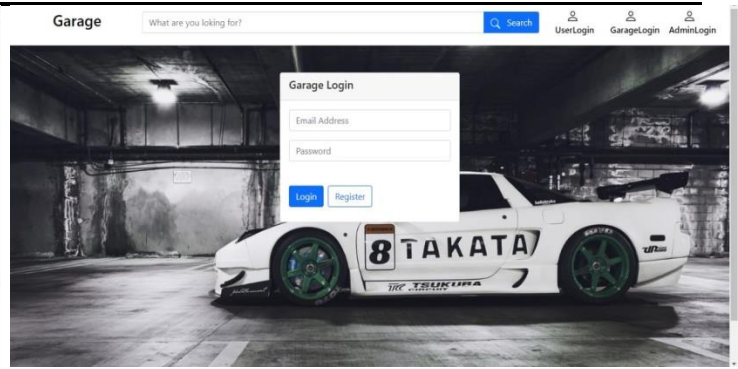 Garage
What are you loking for?
Search
UserLogin
GarageLogin
AdminLogin
Garage Login
Email Address
Password
Login
Register
8 TAKATA
TSUKUBA
CIRCUIT